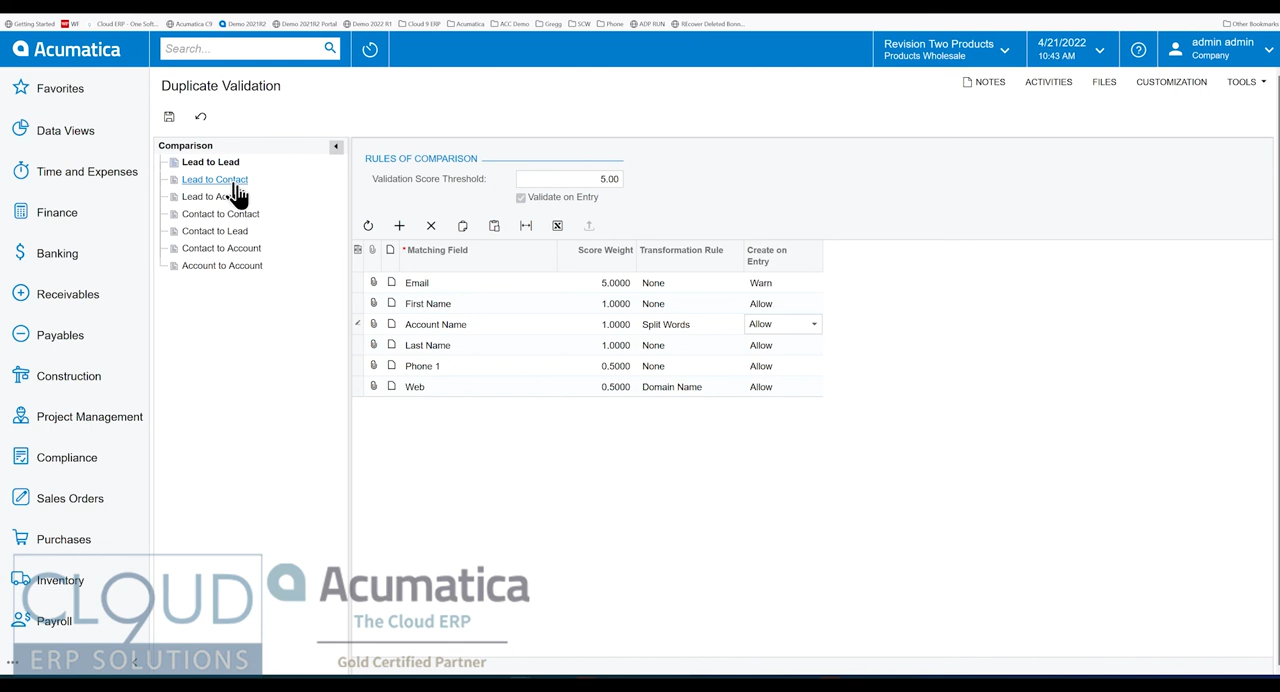 Getting Started WF Cloud ERP - One Soft... Acumatica C9 Demo 2021R2 Demo 2021R2 Portal Demo 2022 R1 Cloud 9 ERP Acumatica ACC Demo Gregg SCW Phone ADP RUN REcover Deleted Bonn... Other Bookmarks
Acumatica Search... Revision Two Products 4/21/2022 admin admin
Products Wholesale 10:43 AM Company
Favorites
Duplicate Validation NOTES ACTIVITIES FILES CUSTOMIZATION TOOLS
Data Views
Time and Expenses
Finance
Banking
Receivables
Payables
Construction
Project Management
Compliance
Sales Orders
Purchases
Inventory
Payroll
Comparison
Lead to Lead
Lead to Contact
Lead to
Contact to Contact
Contact to Lead
Contact to Account
Account to Account
RULES OF COMPARISON
Validation Score Threshold: 5.00
Validate on Entry
* Matching Field Score Weight Transformation Rule Create on Entry
Email 5.0000 None Warn
First Name 1.0000 None Allow
Account Name 1.0000 Split Words Allow
Last Name 1.0000 None Allow
Phone 1 0.5000 None Allow
Web 0.5000 Domain Name Allow
CLOUD 9
ERP SOLUTIONS
Acumatica
The Cloud ERP
Gold Certified Partner